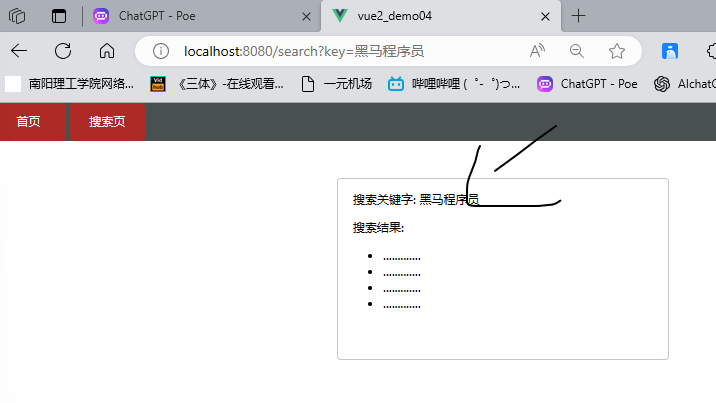 ChatGPT - Poe
vue2_demo04
localhost:8080/search?key=黑马程序员
南阳理工学院网络...
《三体》-在线观看...
一元机场
哔哩哔哩 ( ゜- ゜)つ...
ChatGPT - Poe
AIchat
首页
搜索页
搜索关键字: 黑马程序员
搜索结果:
.............
.............
.............
.............